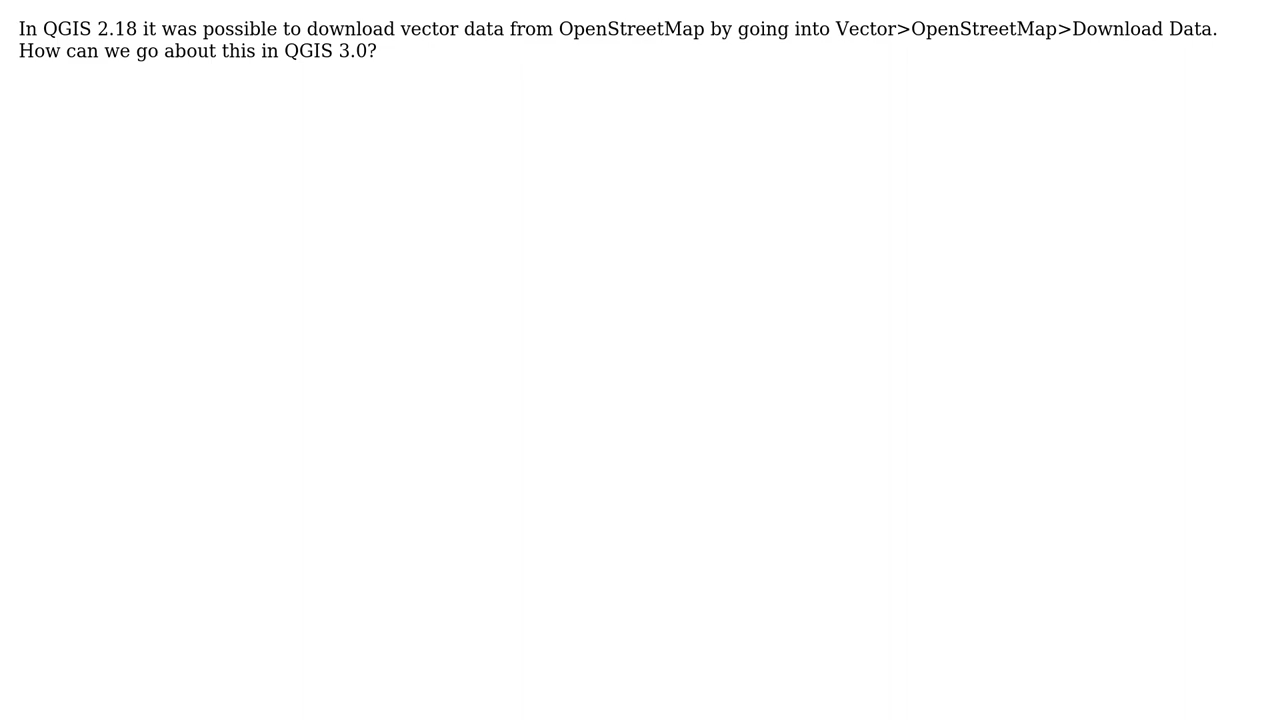 In QGIS 2.18 it was possible to download vector data from OpenStreetMap by going into Vector>OpenStreetMap>Download Data.
How can we go about this in QGIS 3.0?